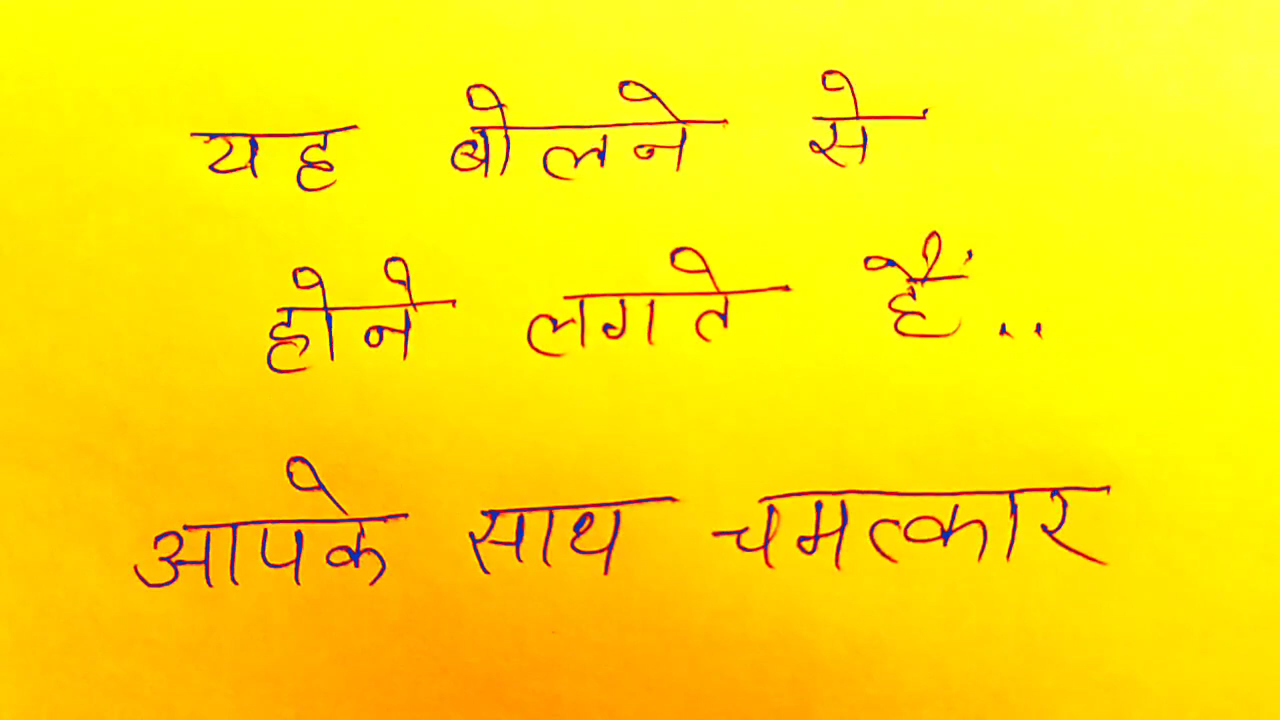 यह बोलने से
होने लगते हैं..
आपके साथ चमत्कार